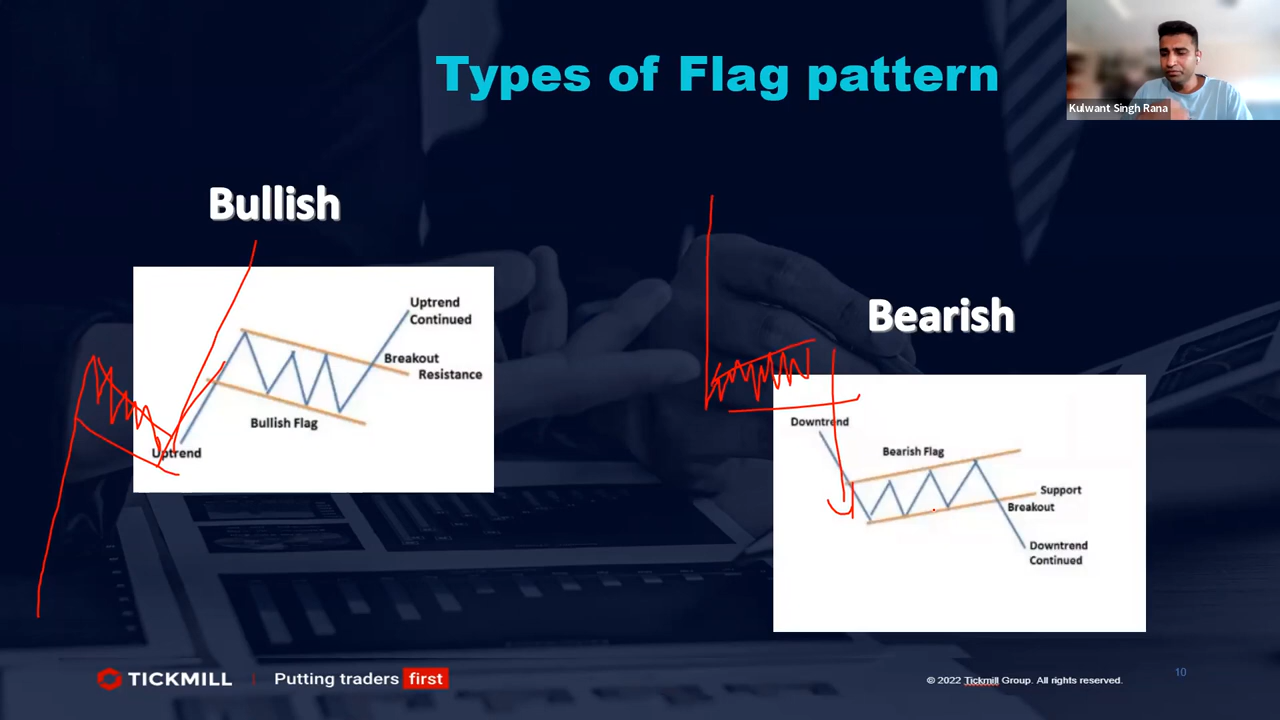 Types of Flag pattern
Kulwant Singh Rana
Bullish
Uptrend
Continued
Breakout
Resistance
Bullish Flag
Uptrend
Bearish
Downtrend
Bearish Flag
Support
Breakout
Downtrend
Continued
TICKMILL | Putting traders first
© 2022 Tickmill Group. All rights reserved.
10